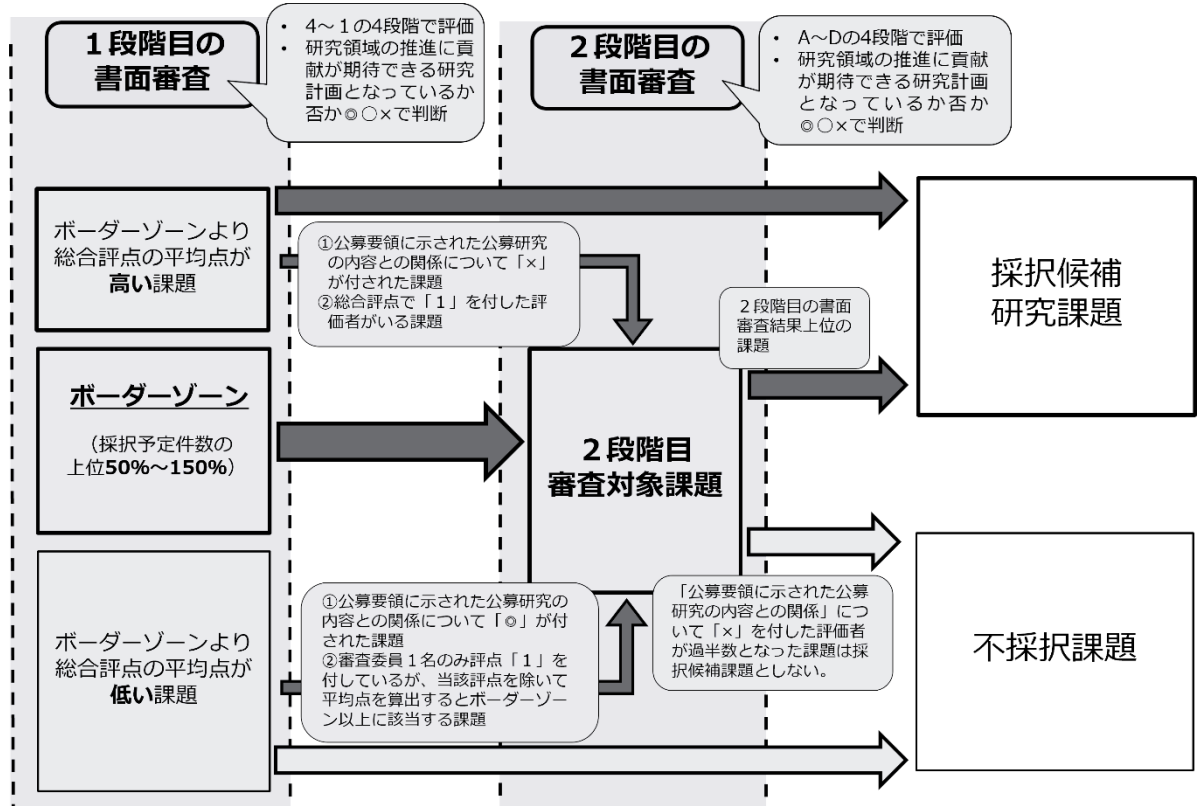 1段階目の
書面審査
• 4～1の4段階で評価
• 研究領域の推進に貢
献が期待できる研究
計画となっているか
否か◎○×で判断
2段階目の
書面審査
• A～Dの4段階で評価
• 研究領域の推進に貢献
が期待できる研究計画
となっているか否か
◎○×で判断
ボーダーゾーンより
総合評点の平均点が
高い課題
①公募要領に示された公募研究
の内容との関係について「×」
が付された課題
②総合評点で「1」を付した評
価者がいる課題
2段階目の書面
審査結果上位の
課題
採択候補
研究課題
ボーダーゾーン
（採択予定件数の
上位50%～150%）
2段階目
審査対象課題
ボーダーゾーンより
総合評点の平均点が
低い課題
①公募要領に示された公募研究の
内容との関係について「◎」が付
された課題
②審査委員1名のみ評点「1」を
付しているが、当該評点を除いて
平均点を算出するとボーダーゾー
ン以上に該当する課題
「公募要領に示された公募
研究の内容との関係」につ
いて「×」を付した評価者
が過半数となった課題は採
択候補課題としない。
不採択課題